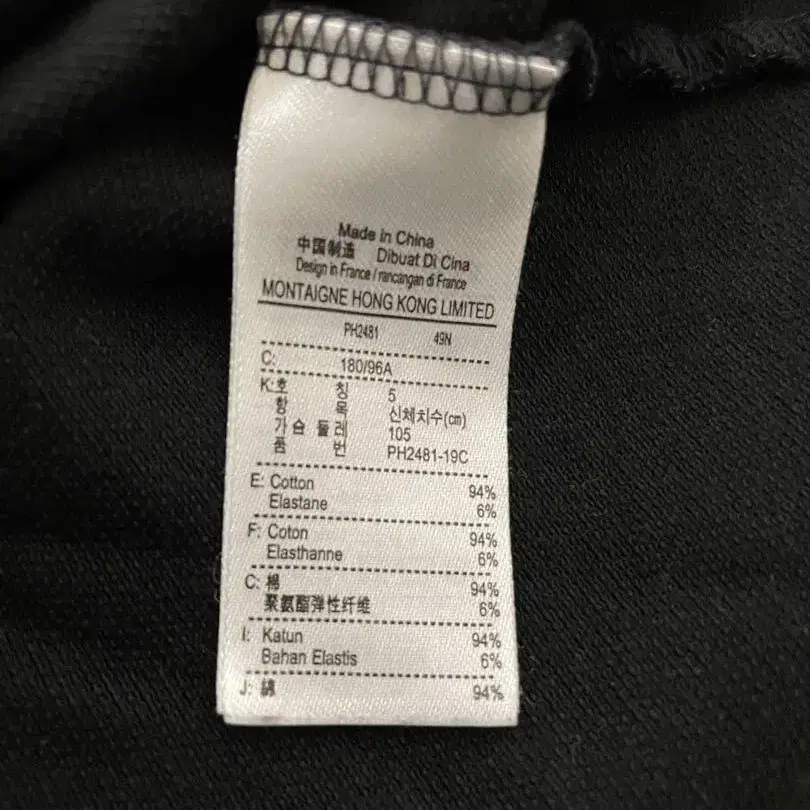 Made in China
中国制造 Dibuat Di Cina
Design in France / rancangan di France
MONTAIGNE HONG KONG LIMITED
PH2481 49N
C: 180/96A
K:호 칭 5
항 목 신체치수(cm)
가슴 둘레 105
품 번 PH2481-19C
E: Cotton 94%
Elastane 6%
F: Coton 94%
Elasthanne 6%
C: 棉 94%
聚氨酯弹性纤维 6%
I: Katun 94%
Bahan Elastis 6%
J: 綿 94%